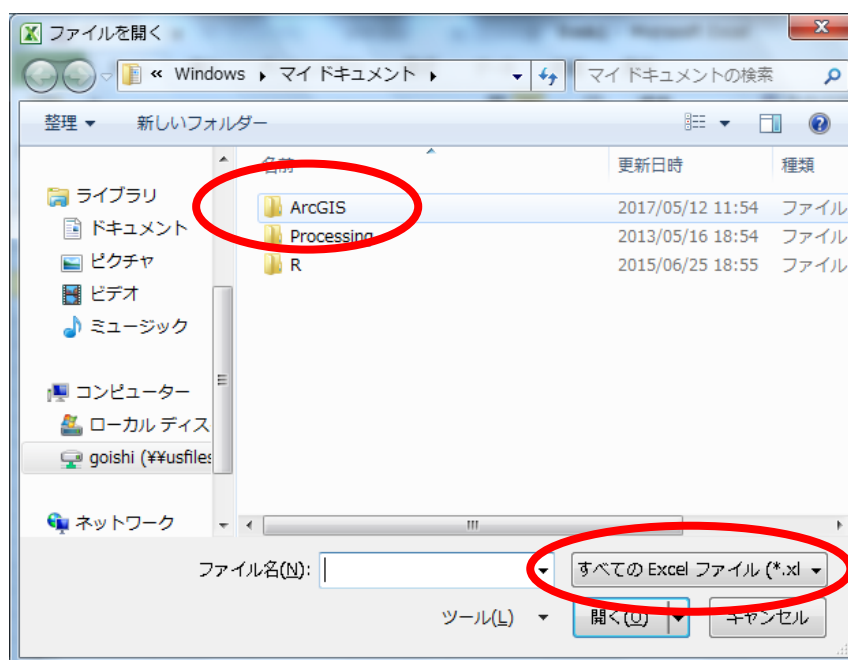 ファイルを開く
« Windows ▸ マイ ドキュメント ▸
マイ ドキュメントの検索
整理 ▼ 新しいフォルダー
名前 更新日時 種類
ライブラリ
ドキュメント
ピクチャ
ビデオ
ミュージック
コンピューター
ローカル ディス
goishi (¥¥usfiles
ネットワーク
ArcGIS 2017/05/12 11:54 ファイル
Processing 2013/05/16 18:54 ファイル
R 2015/06/25 18:55 ファイル
ファイル名(N):
すべての Excel ファイル (*.xl
ツール(L) 開く(O) キャンセル